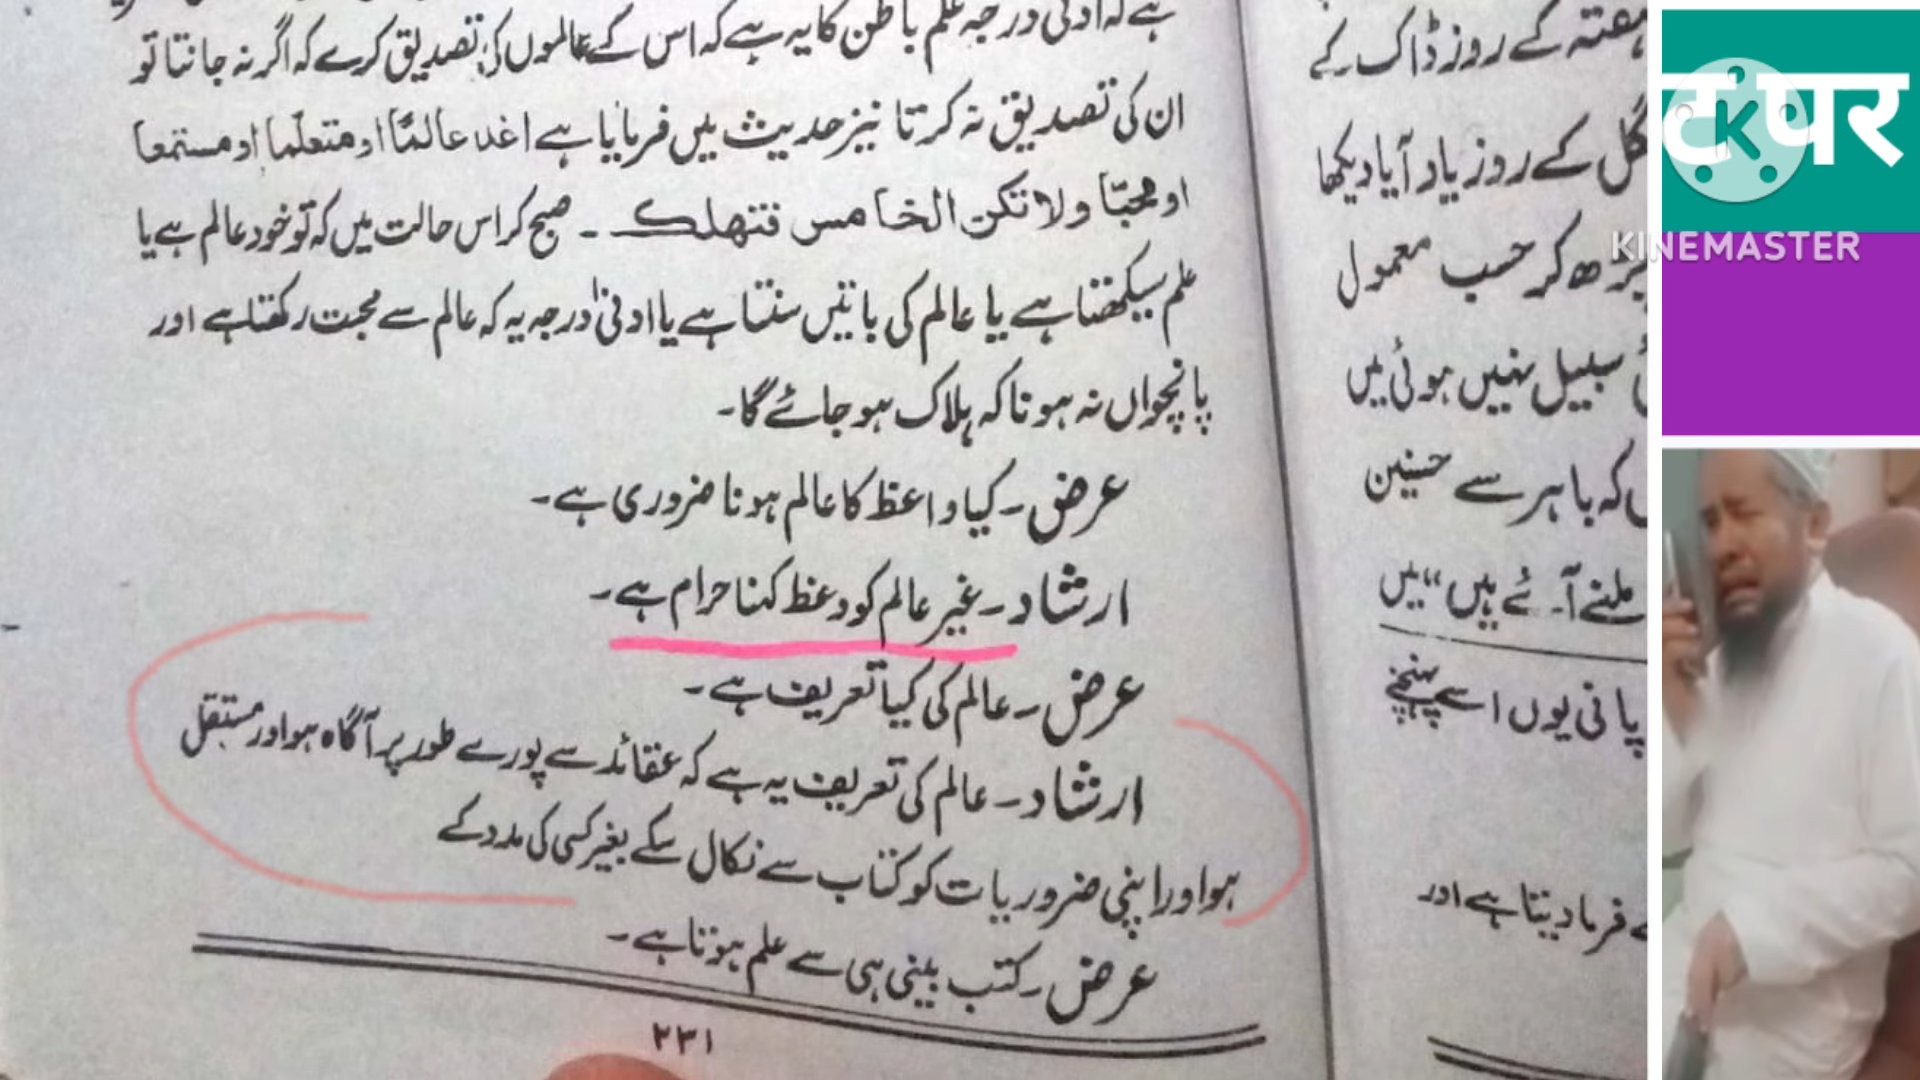 ہے کہ ادنیٰ درجہ علم باطن کا یہ ہے کہ اس کے عالموں کی تصدیق کرے کہ اگر نہ جانتا تو
ان کی تصدیق نہ کرتا نیز حدیث میں فرمایا ہے اغد عالمًا او متعلّما او مستمعا
او محبّا ولا تکن الخامس فتھلک ۔ صبح کر اس حالت میں کہ تو خود عالم ہے یا
علم سیکھتا ہے یا عالم کی باتیں سنتا ہے یا ادنیٰ درجہ یہ کہ عالم سے محبت رکھتا ہے اور
پانچواں نہ ہونا کہ ہلاک ہو جائے گا۔
عرض ۔ کیا واعظ کا عالم ہونا ضروری ہے ۔
ارشاد ۔ غیر عالم کو وعظ کہنا حرام ہے ۔
عرض ۔ عالم کی کیا تعریف ہے ۔
ارشاد ۔ عالم کی تعریف یہ ہے کہ عقائد سے پورے طور پر آگاہ ہو اور مستقل
ہو اور اپنی ضروریات کو کتاب سے نکال سکے بغیر کسی کی مدد کے
عرض ۔ کتب بینی ہی سے علم ہوتا ہے ۔
۲۳۱
ہفتہ کے روز ڈاک کے
کے روز یاد آیا دیکھا
کر حسب معمول
سبیل نہیں ہوئی میں
کہ باہر سے حسنین
ملنے آئے ہیں“ میں
پانی یوں اسے پہنچے
فرما دیتا ہے اور
पर
KINEMASTER